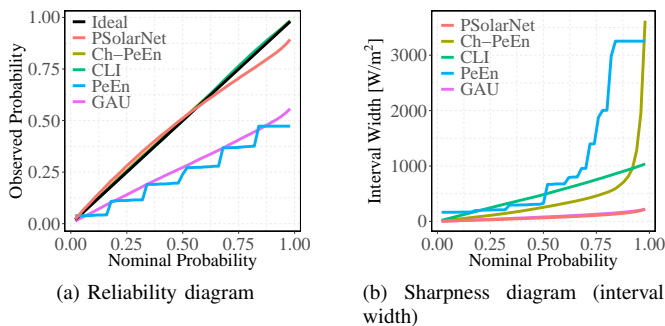 1.00
0.75
0.50
0.25
0.00
Observed Probability
Ideal
PSolarNet
Ch−PeEn
CLI
PeEn
GAU
0.00 0.25 0.50 0.75 1.00
Nominal Probability
(a) Reliability diagram
3000
2000
1000
0
Interval Width [W/m²]
PSolarNet
Ch−PeEn
CLI
PeEn
GAU
0.00 0.25 0.50 0.75 1.00
Nominal Probability
(b) Sharpness diagram (interval
width)